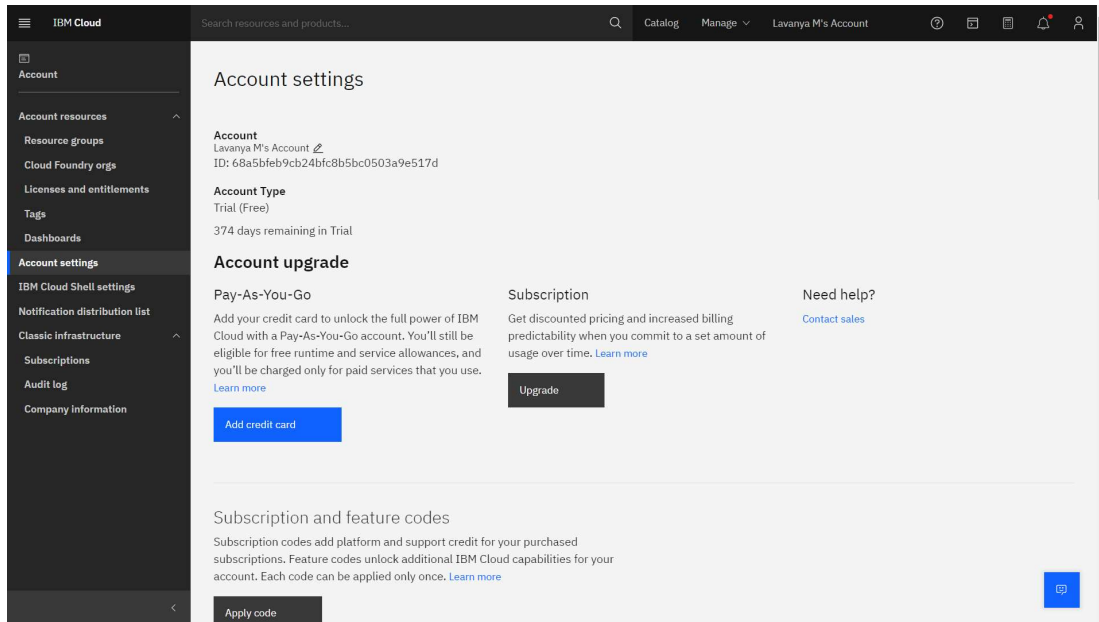 IBM Cloud
Search resources and products...
Catalog
Manage
Lavanya M's Account
Account
Account resources
Resource groups
Cloud Foundry orgs
Licenses and entitlements
Tags
Dashboards
Account settings
IBM Cloud Shell settings
Notification distribution list
Classic infrastructure
Subscriptions
Audit log
Company information
Account settings
Account
Lavanya M's Account
ID: 68a5bfeb9cb24bfc8b5bc0503a9e517d
Account Type
Trial (Free)
374 days remaining in Trial
Account upgrade
Pay-As-You-Go
Add your credit card to unlock the full power of IBM
Cloud with a Pay-As-You-Go account. You’ll still be
eligible for free runtime and service allowances, and
you’ll be charged only for paid services that you use.
Learn more
Add credit card
Subscription
Get discounted pricing and increased billing
predictability when you commit to a set amount of
usage over time. Learn more
Upgrade
Need help?
Contact sales
Subscription and feature codes
Subscription codes add platform and support credit for your purchased
subscriptions. Feature codes unlock additional IBM Cloud capabilities for your
account. Each code can be applied only once. Learn more
Apply code